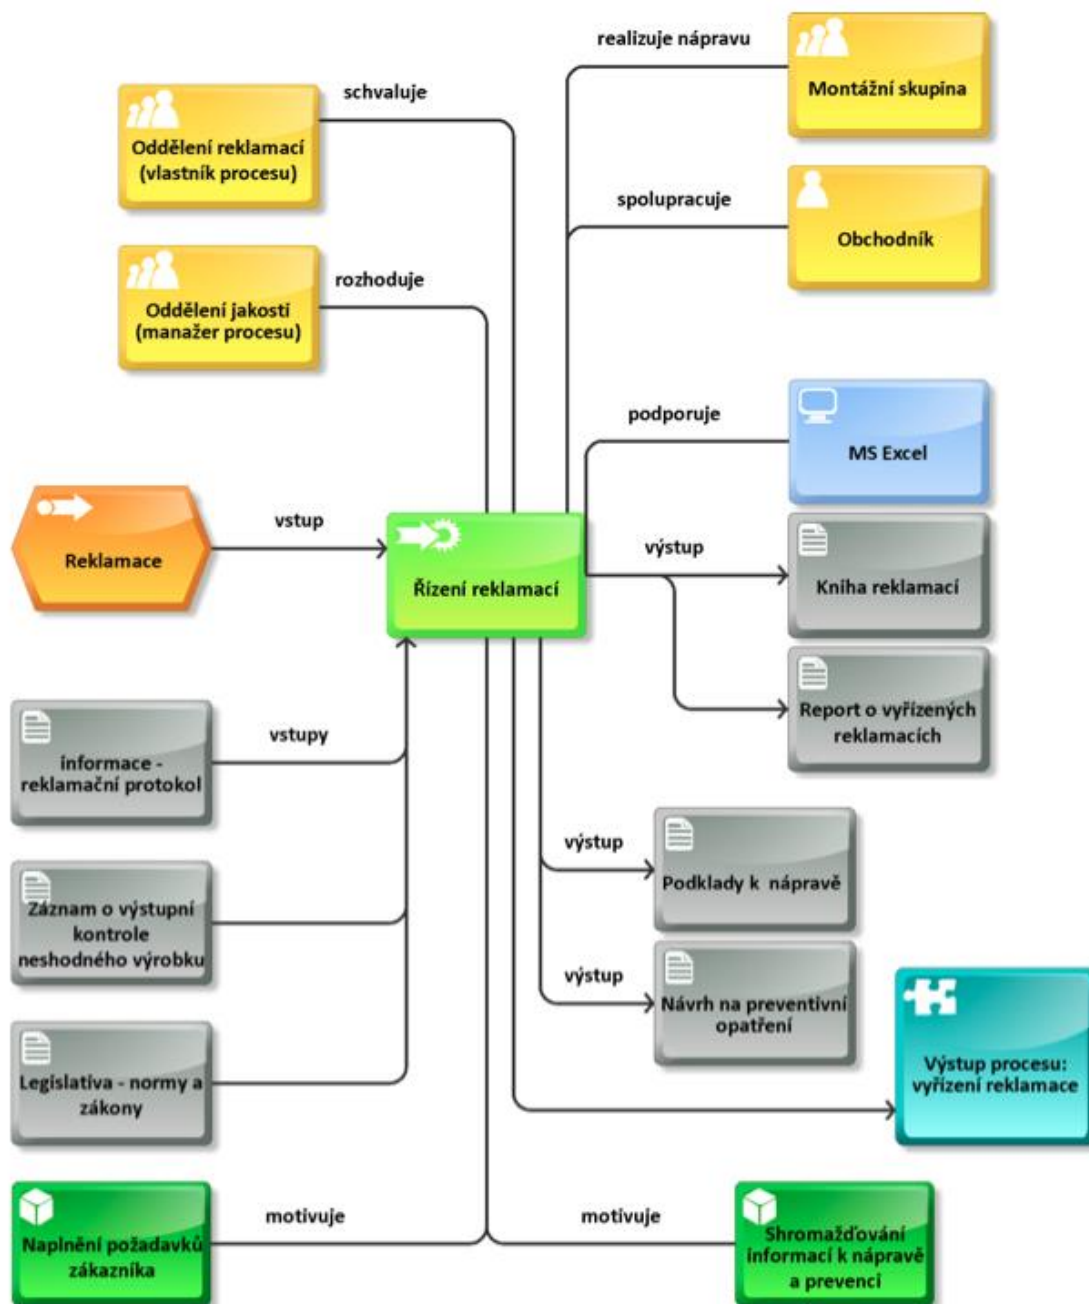 realizuje nápravu
Montážní skupina
schvaluje
Oddělení reklamací
(vlastník procesu)
spolupracuje
Obchodník
rozhoduje
Oddělení jakosti
(manažer procesu)
podporuje
MS Excel
Reklamace
vstup
Řízení reklamací
výstup
Kniha reklamací
Report o vyřízených
reklamacích
informace -
reklamační protokol
vstupy
výstup
Podklady k nápravě
Záznam o výstupní
kontrole
neshodného výrobku
výstup
Návrh na preventivní
opatření
Výstup procesu:
vyřízení reklamace
Legislativa - normy a
zákony
Naplnění požadavků
zákazníka
motivuje
motivuje
Shromažďování
informací k nápravě
a prevenci